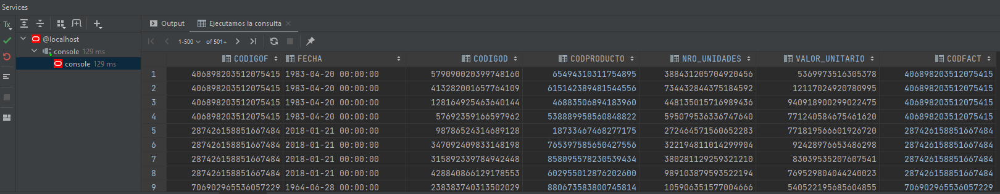 Services
Tx
Output
Ejecutamos la consulta
@localhost
console 129 ms
console 129 ms
1-500 of 501+
CODIGOF FECHA CODIGOD CODPRODUCTO NRO_UNIDADES VALOR_UNITARIO CODFACT
1 406898203512075415 1983-04-20 00:00:00 579090020399748160 65494310311754895 388431205704920456 5369973516305378 406898203512075415
2 406898203512075415 1983-04-20 00:00:00 413282001657764109 615142389481544556 734432844375184592 12117024920780995 406898203512075415
3 406898203512075415 1983-04-20 00:00:00 128164925463640144 46883506894183960 448135015716989436 940918900299022475 406898203512075415
4 406898203512075415 1983-04-20 00:00:00 57692359166597962 538889958560848822 595079536336747640 771240584675461620 406898203512075415
5 287426158851667484 2018-01-21 00:00:00 98786524314689128 18733467468277175 272464571560652283 771819566601926720 287426158851667484
6 287426158851667484 2018-01-21 00:00:00 347092409833148198 765397585650427556 322194811014299904 92428976653486298 287426158851667484
7 287426158851667484 2018-01-21 00:00:00 315892339784942448 858095578230539434 380281129259321210 83039535207607541 287426158851667484
8 287426158851667484 2018-01-21 00:00:00 428840866129178553 602955012876202600 989103879593522194 769529804044240023 287426158851667484
9 706902965536057229 1964-06-28 00:00:00 238383740313502029 880673583800745814 105906351577004666 540522195685604855 706902965536057229